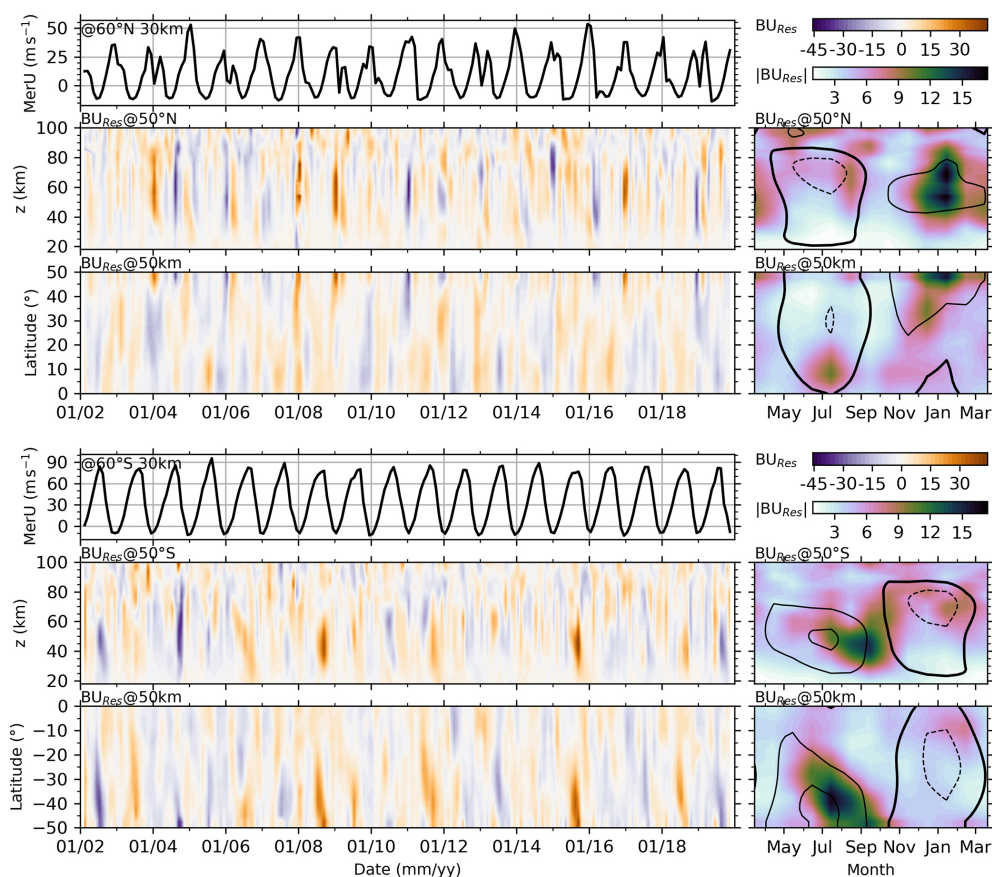 @60°N 30km
MerU (m s⁻¹)
50
25
0
BU_Res
-45 -30 -15 0 15 30
|BU_Res|
3 6 9 12 15
BU_Res@50°N
z (km)
100
80
60
40
20
BU_Res@50°N
BU_Res@50km
Latitude (°)
50
40
30
20
10
0
01/02 01/04 01/06 01/08 01/10 01/12 01/14 01/16 01/18
BU_Res@50km
May Jul Sep Nov Jan Mar
@60°S 30km
MerU (m s⁻¹)
90
60
30
0
BU_Res
-45 -30 -15 0 15 30
|BU_Res|
3 6 9 12 15
BU_Res@50°S
z (km)
100
80
60
40
20
BU_Res@50°S
BU_Res@50km
Latitude (°)
0
−10
−20
−30
−40
−50
01/02 01/04 01/06 01/08 01/10 01/12 01/14 01/16 01/18
Date (mm/yy)
BU_Res@50km
May Jul Sep Nov Jan Mar
Month